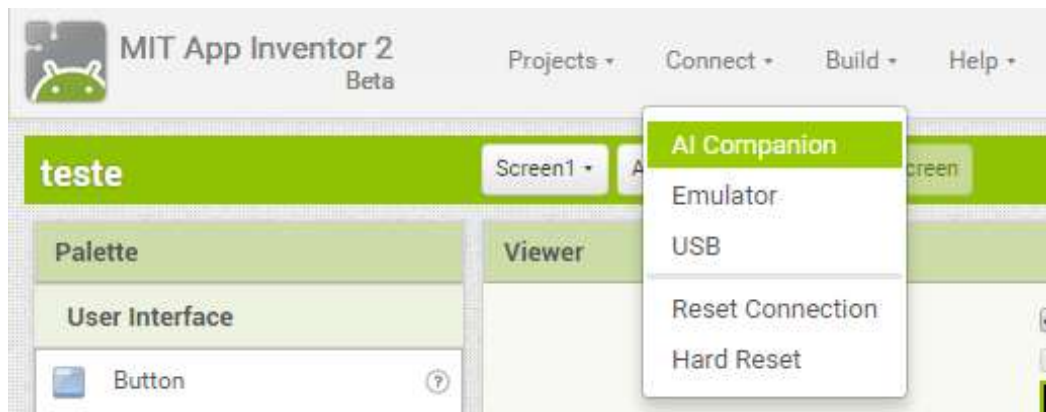 MIT App Inventor 2
Beta
Projects Connect Build Help
teste
Screen1 A creen
AI Companion
Emulator
USB
Reset Connection
Hard Reset
Palette
Viewer
User Interface
Button ?